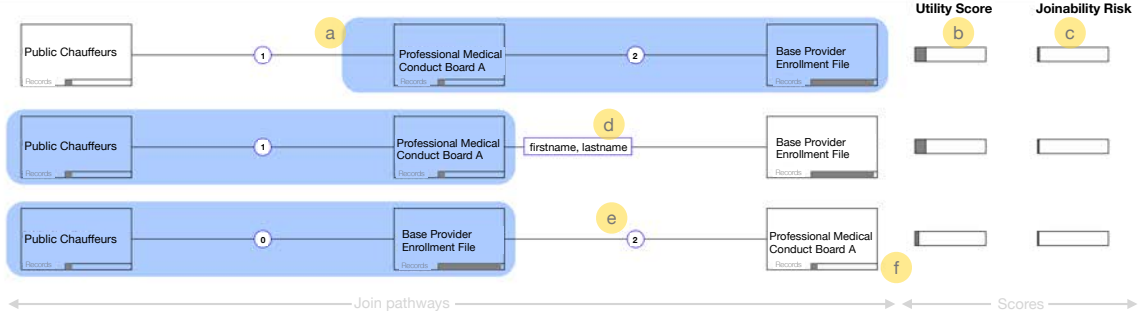 Utility Score
Joinability Risk
a
b
c
Public Chauffeurs
Records
1
Professional Medical
Conduct Board A
Records
2
Base Provider
Enrollment File
Records
d
Public Chauffeurs
Records
1
Professional Medical
Conduct Board A
Records
firstname, lastname
Base Provider
Enrollment File
Records
e
Public Chauffeurs
Records
0
Base Provider
Enrollment File
Records
2
Professional Medical
Conduct Board A
Records
f
Join pathways
Scores